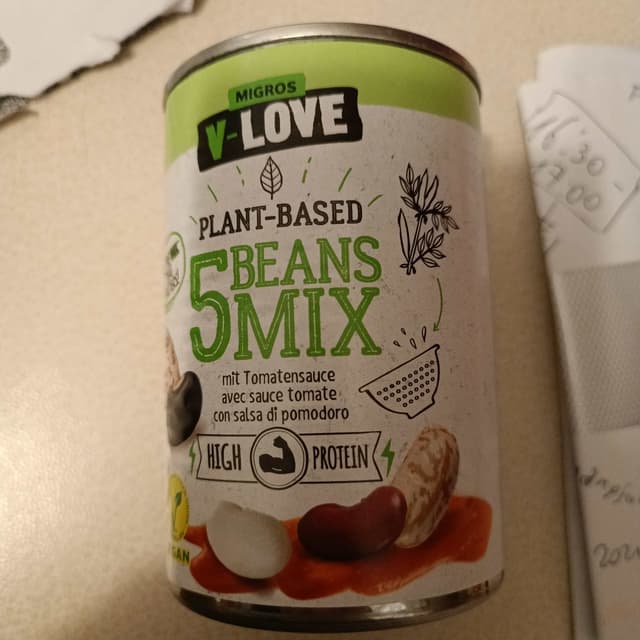 MIGROS
V-LOVE
PLANT-BASED
5 BEANS
MIX
mit Tomatensauce
avec sauce tomate
con salsa di pomodoro
HIGH PROTEIN
16:30 -
17.00